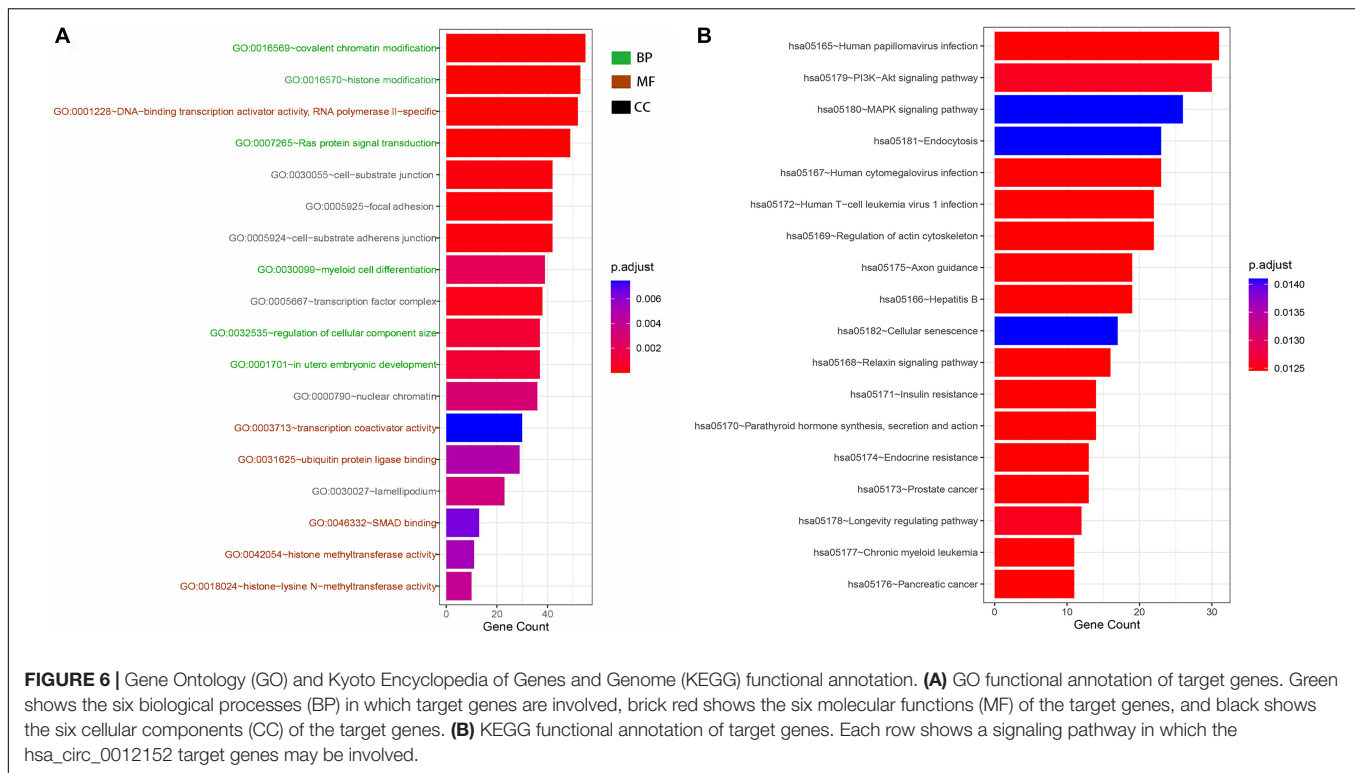 A
GO:0016569~covalent chromatin modification
GO:0016570~histone modification
GO:0001228~DNA−binding transcription activator activity, RNA polymerase II−specific
GO:0007265~Ras protein signal transduction
GO:0030055~cell−substrate junction
GO:0005925~focal adhesion
GO:0005924~cell−substrate adherens junction
GO:0030099~myeloid cell differentiation
GO:0005667~transcription factor complex
GO:0032535~regulation of cellular component size
GO:0001701~in utero embryonic development
GO:0000790~nuclear chromatin
GO:0003713~transcription coactivator activity
GO:0031625~ubiquitin protein ligase binding
GO:0030027~lamellipodium
GO:0046332~SMAD binding
GO:0042054~histone methyltransferase activity
GO:0018024~histone−lysine N−methyltransferase activity
0 20 40
Gene Count
BP
MF
CC
p.adjust
0.006
0.004
0.002
B
hsa05165~Human papillomavirus infection
hsa05179~PI3K−Akt signaling pathway
hsa05180~MAPK signaling pathway
hsa05181~Endocytosis
hsa05167~Human cytomegalovirus infection
hsa05172~Human T−cell leukemia virus 1 infection
hsa05169~Regulation of actin cytoskeleton
hsa05175~Axon guidance
hsa05166~Hepatitis B
hsa05182~Cellular senescence
hsa05168~Relaxin signaling pathway
hsa05171~Insulin resistance
hsa05170~Parathyroid hormone synthesis, secretion and action
hsa05174~Endocrine resistance
hsa05173~Prostate cancer
hsa05178~Longevity regulating pathway
hsa05177~Chronic myeloid leukemia
hsa05176~Pancreatic cancer
0 10 20 30
Gene Count
p.adjust
0.0140
0.0135
0.0130
0.0125
FIGURE 6 | Gene Ontology (GO) and Kyoto Encyclopedia of Genes and Genome (KEGG) functional annotation. (A) GO functional annotation of target genes. Green
shows the six biological processes (BP) in which target genes are involved, brick red shows the six molecular functions (MF) of the target genes, and black shows
the six cellular components (CC) of the target genes. (B) KEGG functional annotation of target genes. Each row shows a signaling pathway in which the
hsa_circ_0012152 target genes may be involved.